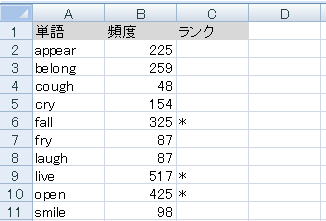 A B C D
1 単語 頻度 ランク
2 appear 225
3 belong 259
4 cough 48
5 cry 154
6 fall 325 *
7 fry 87
8 laugh 87
9 live 517 *
10 open 425 *
11 smile 98